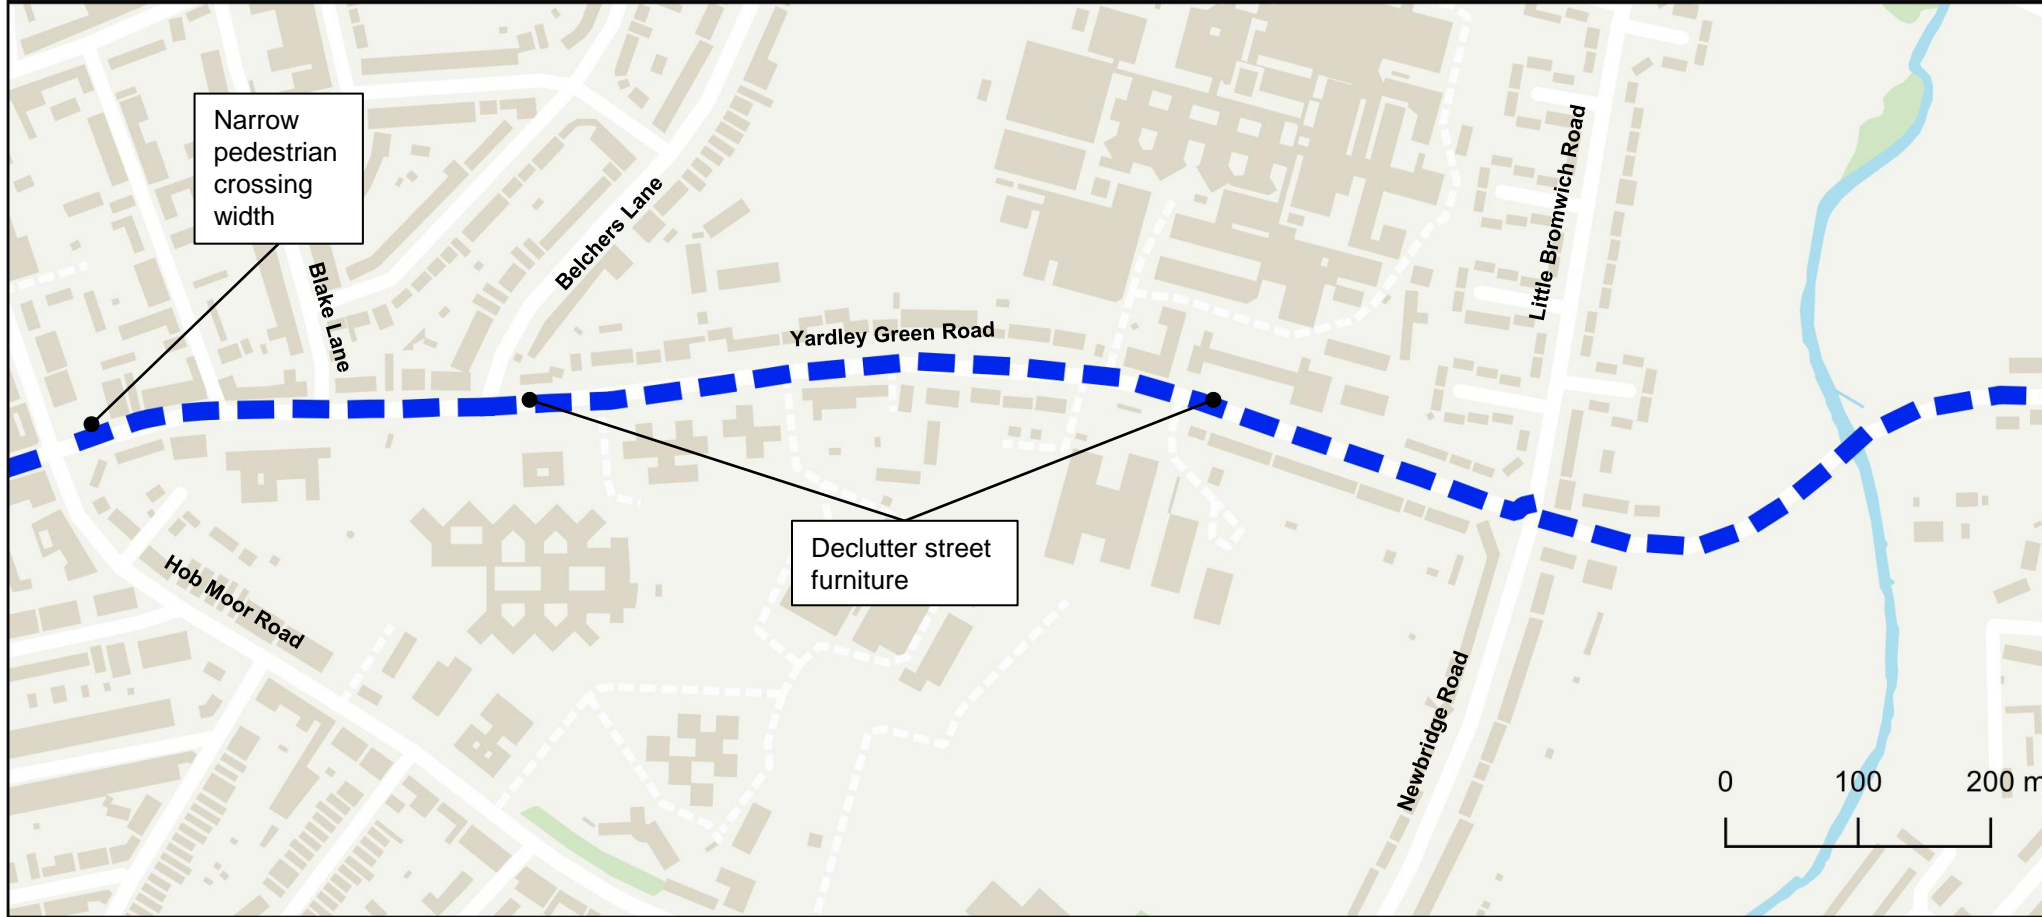 Narrow
pedestrian
crossing
width
Blake Lane
Belchers Lane
Yardley Green Road
Little Bromwich Road
Declutter street
furniture
Hob Moor Road
Newbridge Road
0 100 200 m